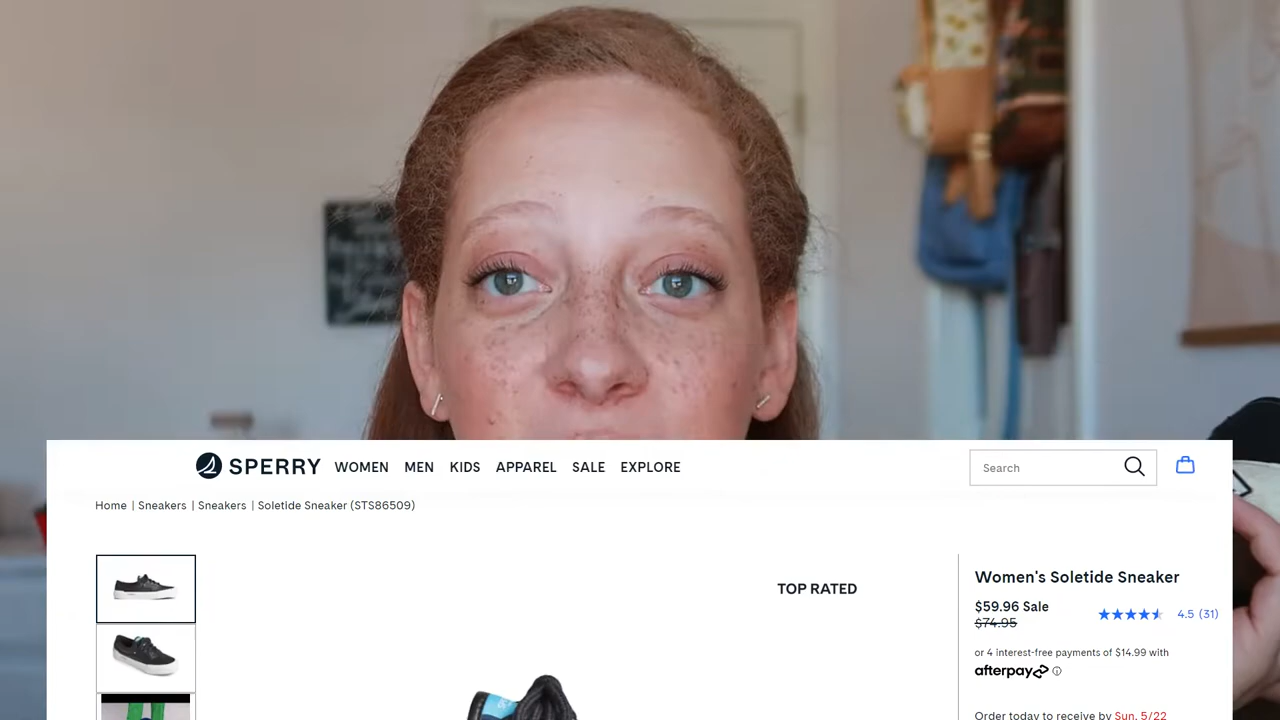 SPERRY WOMEN MEN KIDS APPAREL SALE EXPLORE Search
Home | Sneakers | Sneakers | Soletide Sneaker (STS86509)
TOP RATED
Women's Soletide Sneaker
$59.96 Sale
$74.95
4.5 (31)
or 4 interest-free payments of $14.99 with
afterpay
Order today to receive by Sun. 5/22